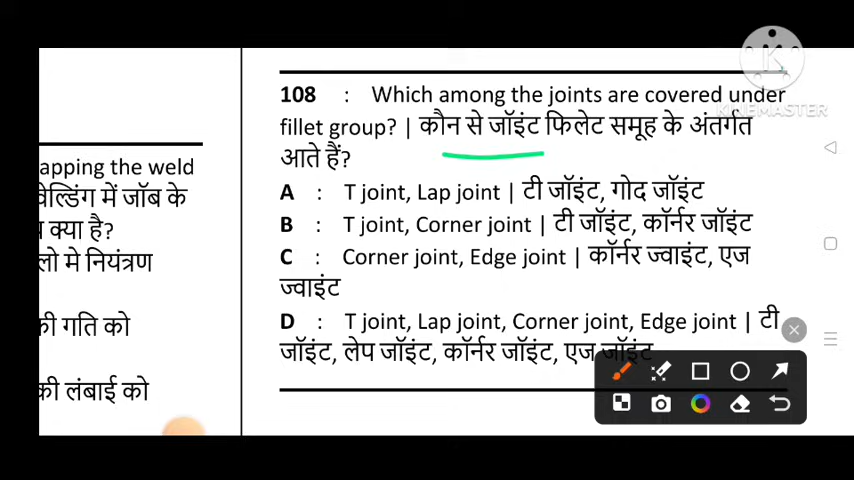 KINEMASTER
apping the weld
वेल्डिंग में जॉब के
क्या है?
लो मे नियंत्रण
की गति को
की लंबाई को
108 : Which among the joints are covered under
fillet group? | कौन से जॉइंट फिलेट समूह के अंतर्गत
आते हैं?
A : T joint, Lap joint | टी जॉइंट, गोद जॉइंट
B : T joint, Corner joint | टी जॉइंट, कॉर्नर जॉइंट
C : Corner joint, Edge joint | कॉर्नर ज्वाइंट, एज
ज्वाइंट
D : T joint, Lap joint, Corner joint, Edge joint | टी
जॉइंट, लेप जॉइंट, कॉर्नर जॉइंट, एज जॉइंट